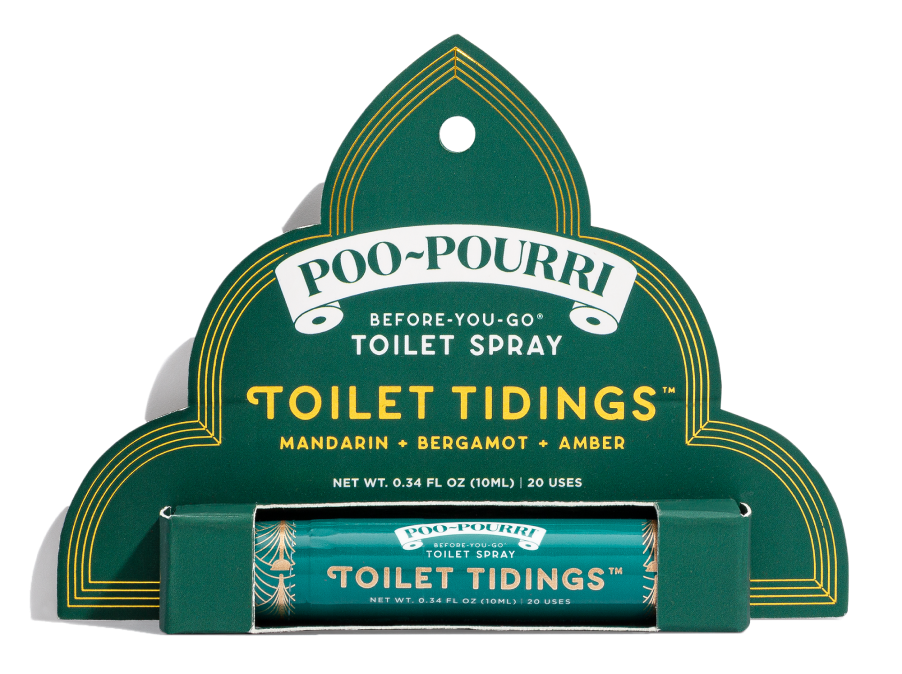 POO~POURRI
BEFORE-YOU-GO®
TOILET SPRAY
TOILET TIDINGS™
MANDARIN + BERGAMOT + AMBER
NET WT. 0.34 FL OZ (10ML) | 20 USES
POO~POURRI
BEFORE-YOU-GO®
TOILET SPRAY
TOILET TIDINGS™
NET WT. 0.34 FL OZ (10ML) | 20 USES